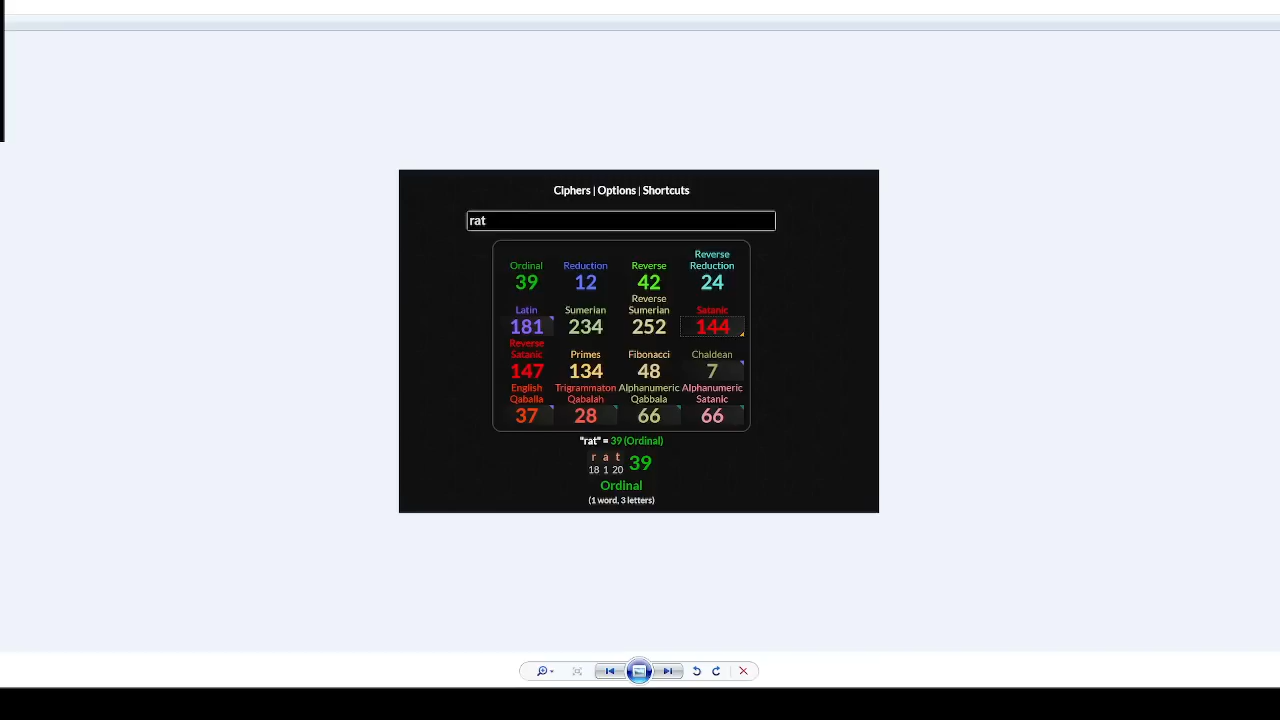 Ciphers | Options | Shortcuts
rat
Ordinal Reduction Reverse Reverse Reduction
39 12 42 24
Latin Sumerian Reverse Sumerian Satanic
181 234 252 144
Reverse Satanic Primes Fibonacci Chaldean
147 134 48 7
English Qaballa Trigrammaton Qabalah Alphanumeric Qabbala Alphanumeric Satanic
37 28 66 66
"rat" = 39 (Ordinal)
r a t 39
18 1 20
Ordinal
(1 word, 3 letters)